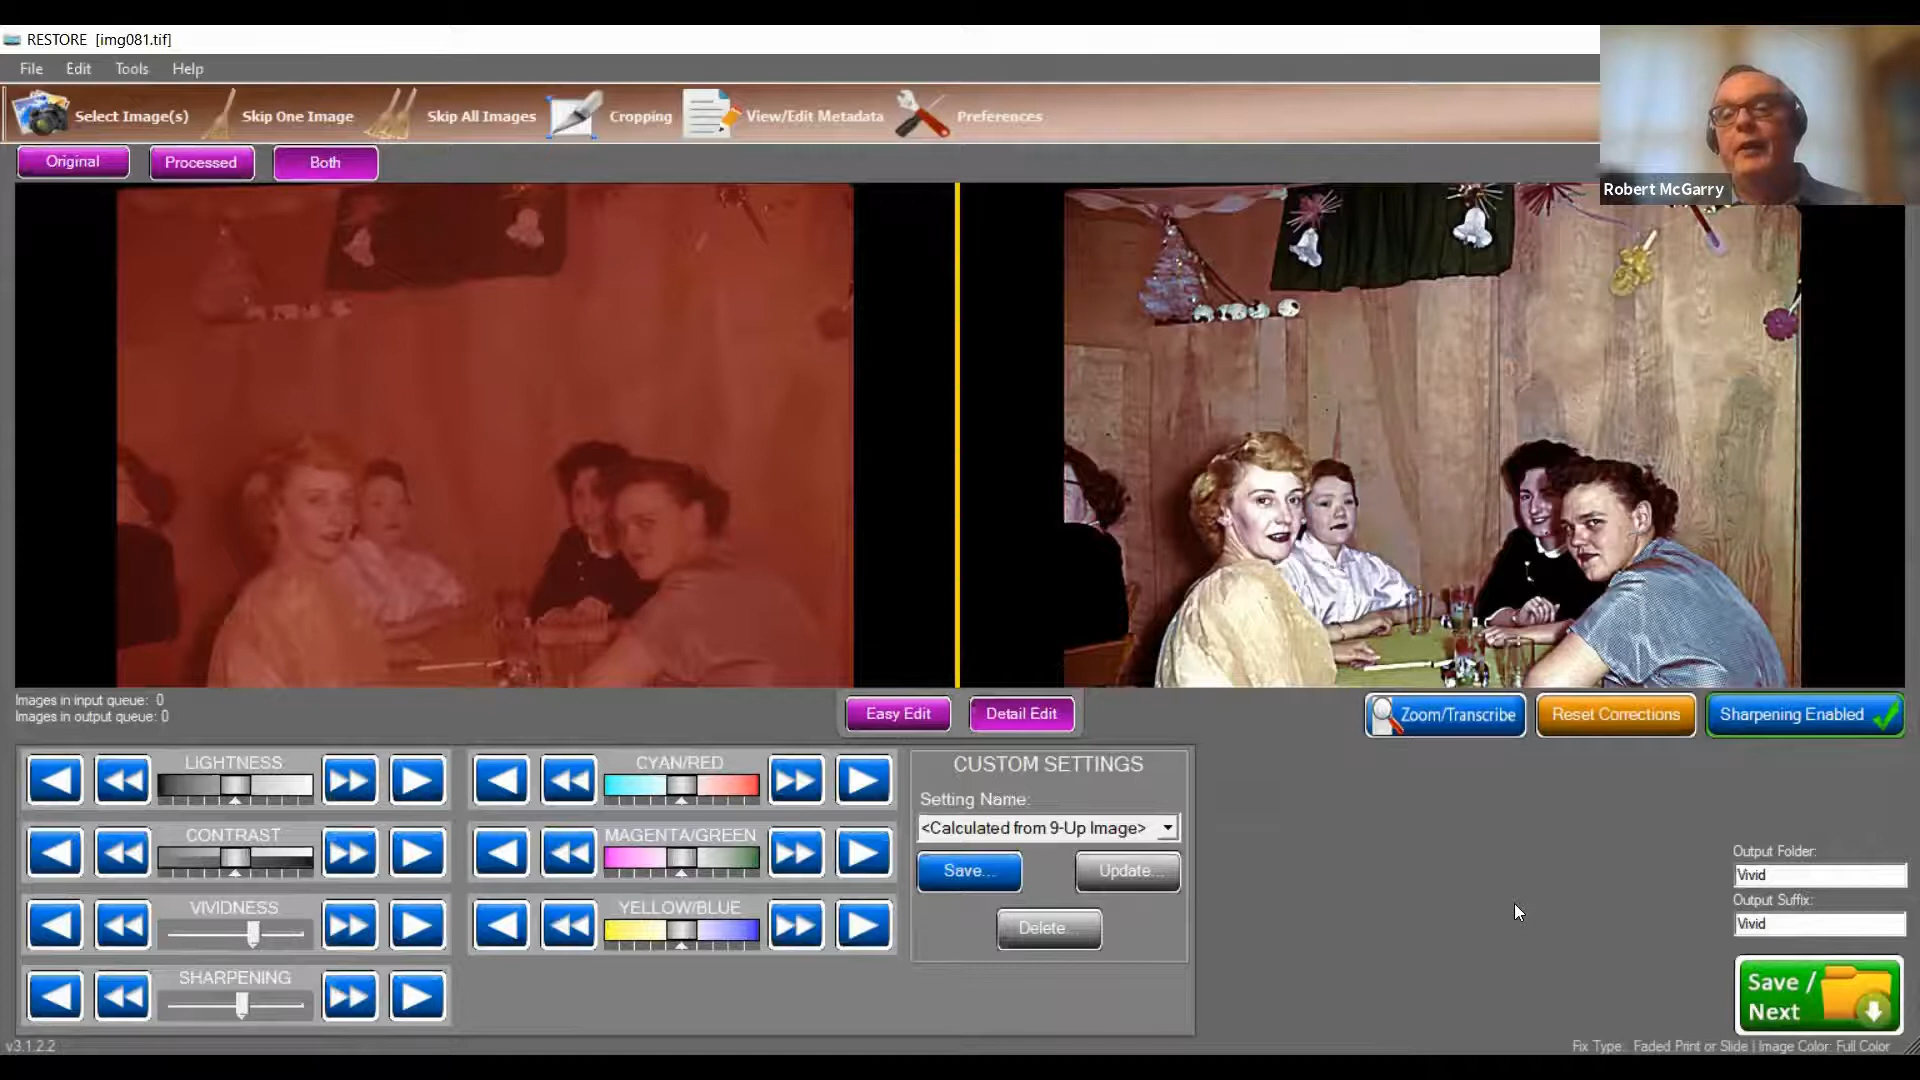 RESTORE [img081.tif]
File Edit Tools Help
Select Image(s) Skip One Image Skip All Images Cropping View/Edit Metadata Preferences
Robert McGarry
Original Processed Both
Images in input queue: 0
Images in output queue: 0
Easy Edit Detail Edit
Zoom/Transcribe Reset Corrections Sharpening Enabled
LIGHTNESS
CONTRAST
VIVIDNESS
SHARPENING
CYAN/RED
MAGENTA/GREEN
YELLOW/BLUE
CUSTOM SETTINGS
Setting Name:
<Calculated from 9-Up Image>
Save... Update...
Delete...
Output Folder:
Vivid
Output Suffix:
Vivid
Save /
Next
v3.1.2.2
Fix Type: Faded Print or Slide | Image Color: Full Color